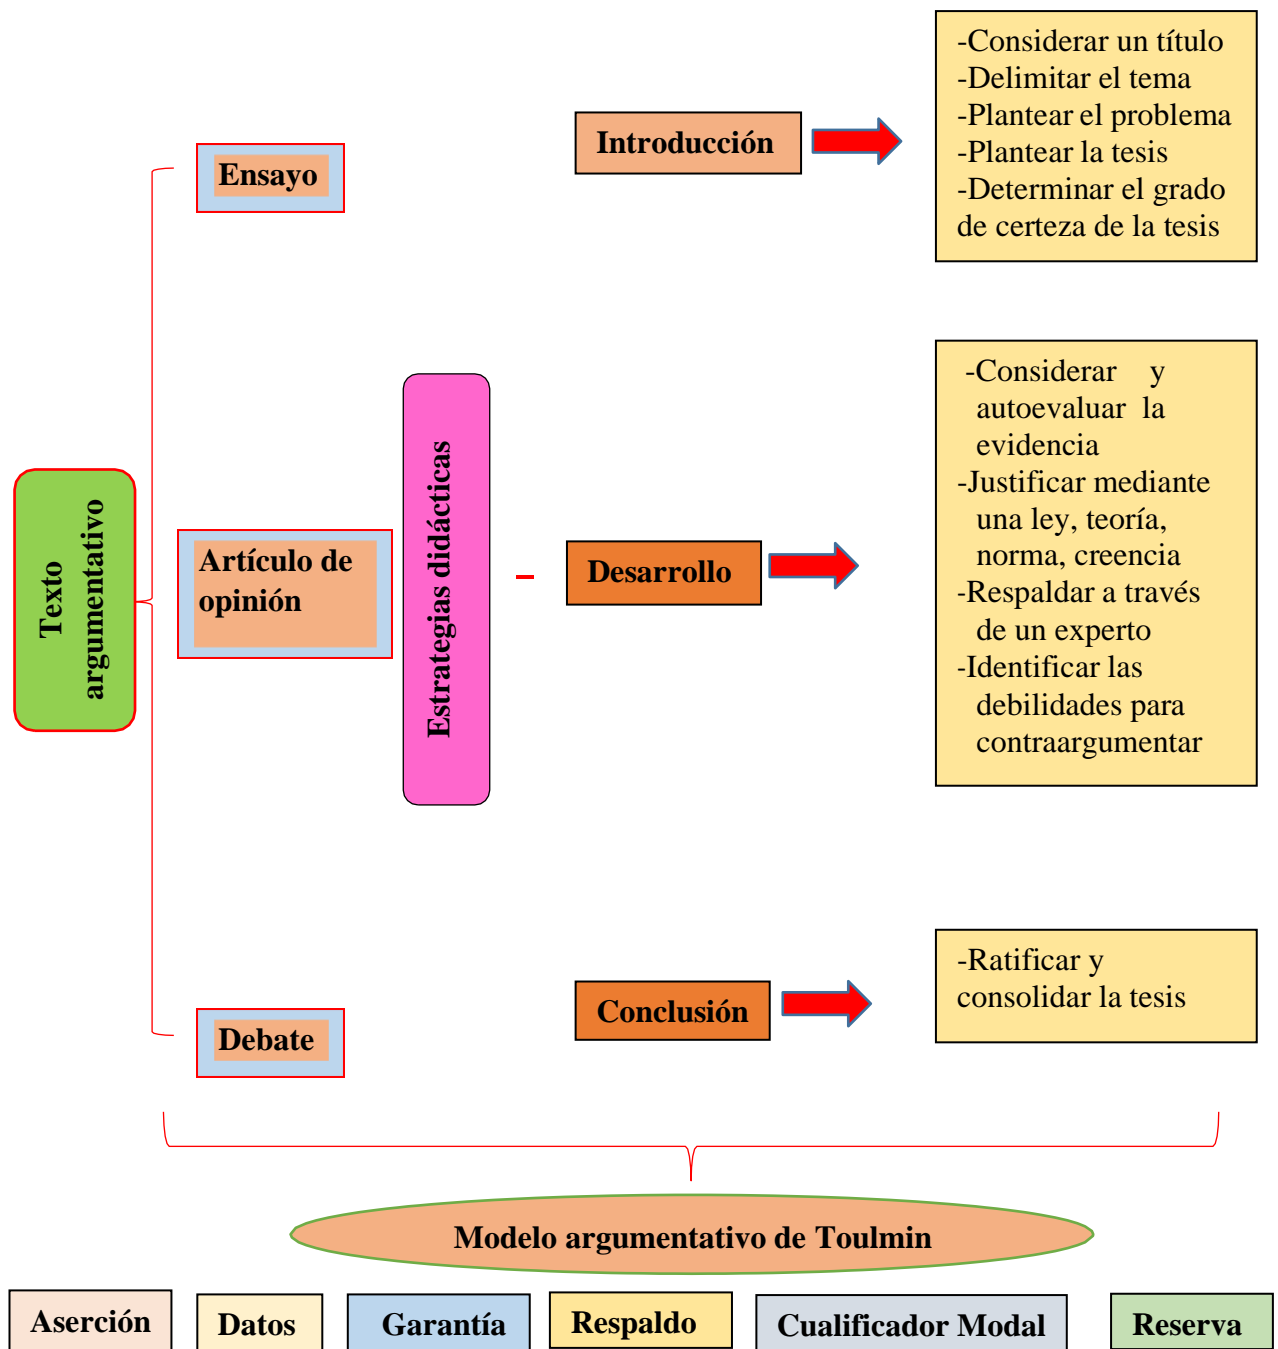 Texto
argumentativo
Ensayo
Artículo de
opinión
Debate
Estrategias didácticas
Introducción
-Considerar un título
-Delimitar el tema
-Plantear el problema
-Plantear la tesis
-Determinar el grado
de certeza de la tesis
Desarrollo
-Considerar y
autoevaluar la
evidencia
-Justificar mediante
una ley, teoría,
norma, creencia
-Respaldar a través
de un experto
-Identificar las
debilidades para
contraargumentar
Conclusión
-Ratificar y
consolidar la tesis
Modelo argumentativo de Toulmin
Aserción
Datos
Garantía
Respaldo
Cualificador Modal
Reserva